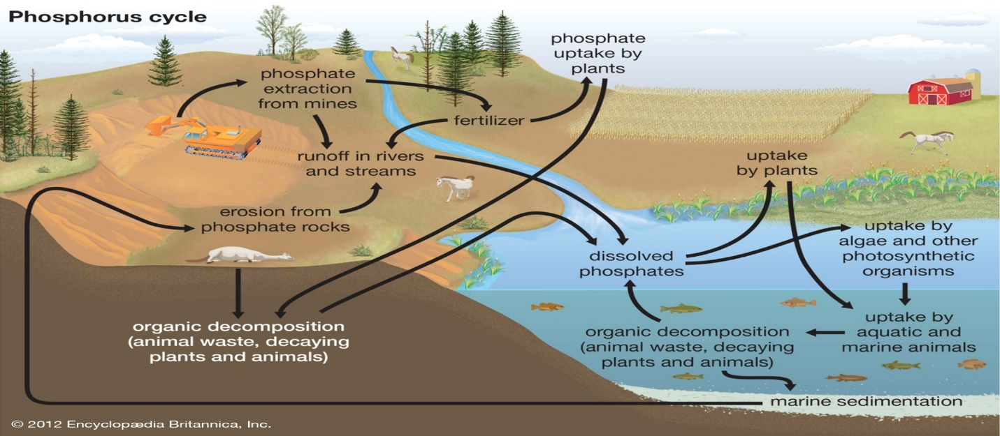 Phosphorus cycle
phosphate
uptake by
plants
phosphate
extraction
from mines
fertilizer
runoff in rivers
and streams
uptake
by plants
erosion from
phosphate rocks
uptake by
algae and other
photosynthetic
organisms
dissolved
phosphates
organic decomposition
(animal waste, decaying
plants and animals)
organic decomposition
(animal waste, decaying
plants and animals)
uptake by
aquatic and
marine animals
marine sedimentation
© 2012 Encyclopædia Britannica, Inc.